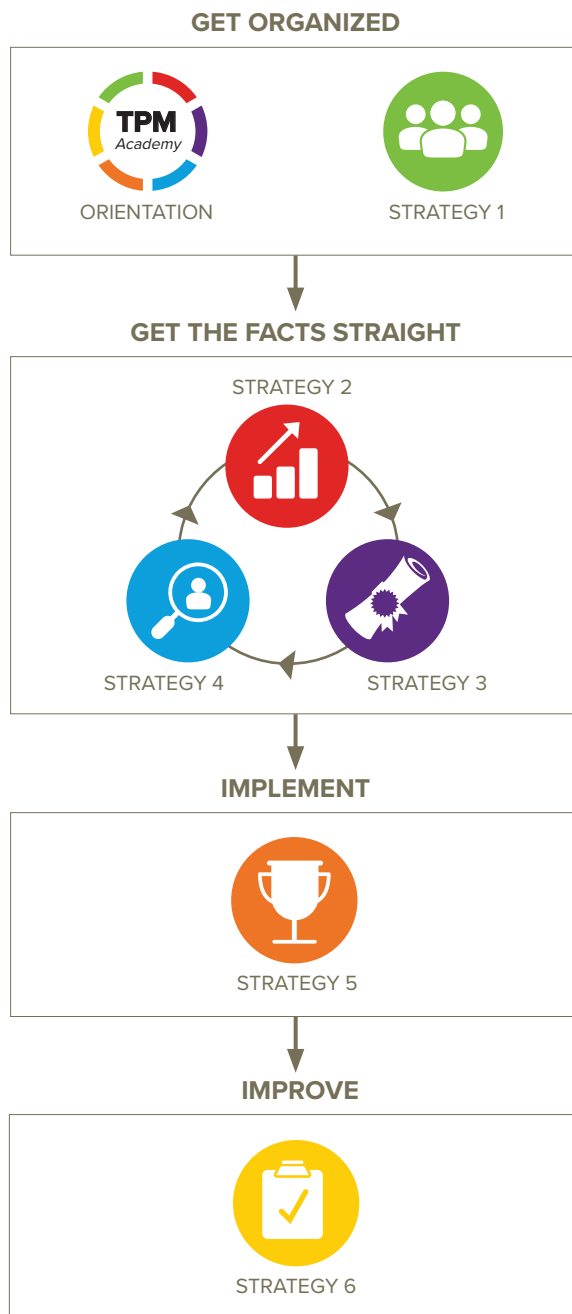 GET ORGANIZED
TPM
Academy
ORIENTATION
STRATEGY 1
GET THE FACTS STRAIGHT
STRATEGY 2
STRATEGY 4
STRATEGY 3
IMPLEMENT
STRATEGY 5
IMPROVE
STRATEGY 6